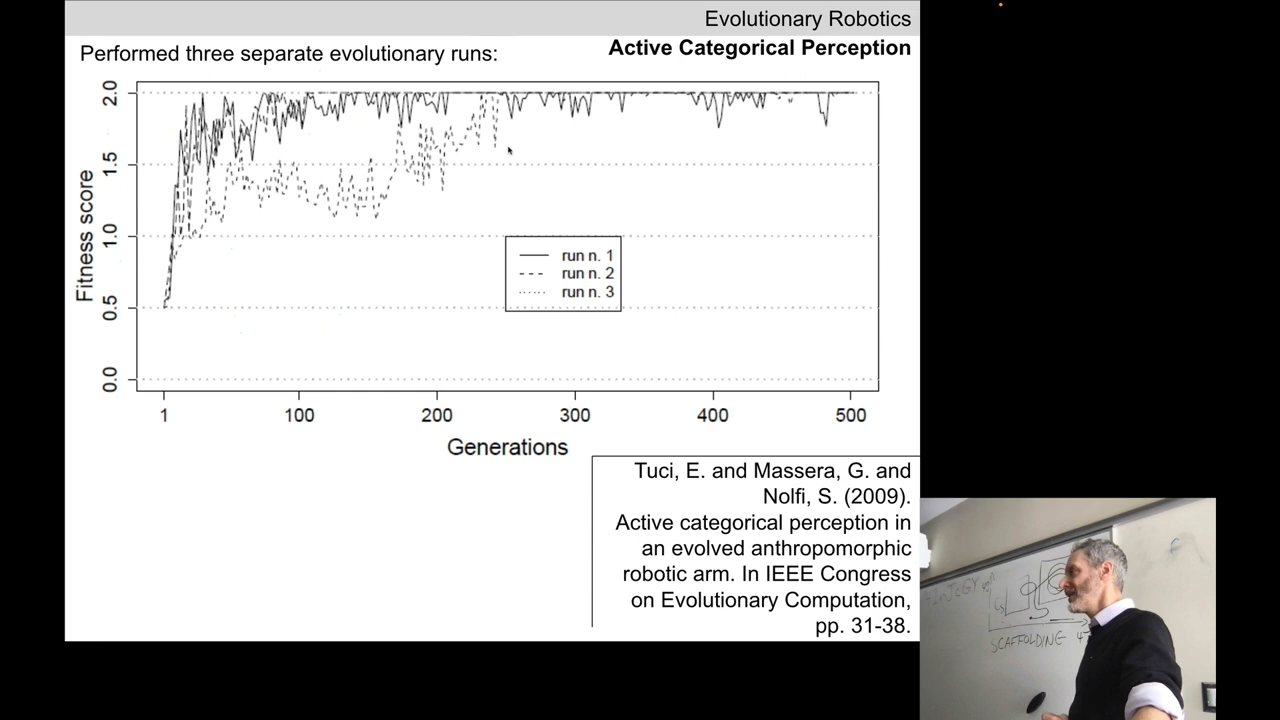 Evolutionary Robotics
Active Categorical Perception
Performed three separate evolutionary runs:
Fitness score
2.0
1.5
1.0
0.5
0.0
run n. 1
run n. 2
run n. 3
1 100 200 300 400 500
Generations
Tuci, E. and Massera, G. and
Nolfi, S. (2009).
Active categorical perception in
an evolved anthropomorphic
robotic arm. In IEEE Congress
on Evolutionary Computation,
pp. 31-38.
SCAFFOLDING